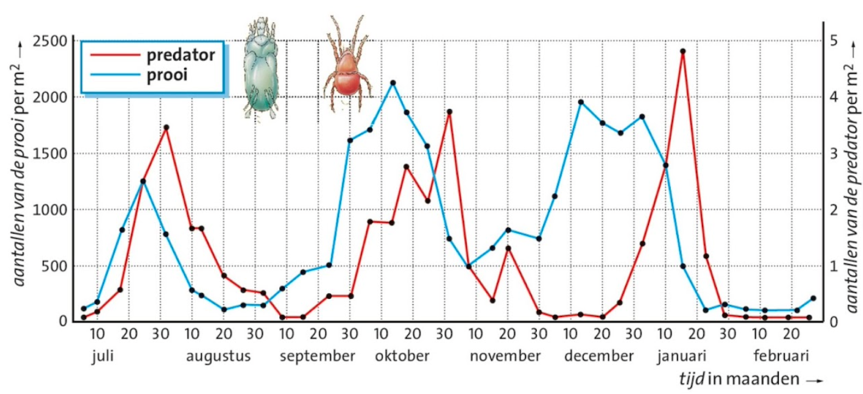 aantallen van de prooi per m² →
2500
2000
1500
1000
500
0
predator
prooi
5
4
3
2
1
0
aantallen van de predator per m² →
10 20 30 10 20 30 10 20 30 10 20 30 10 20 30 10 20 30 10 20 30 10 20
juli augustus september oktober november december januari februari
tijd in maanden →